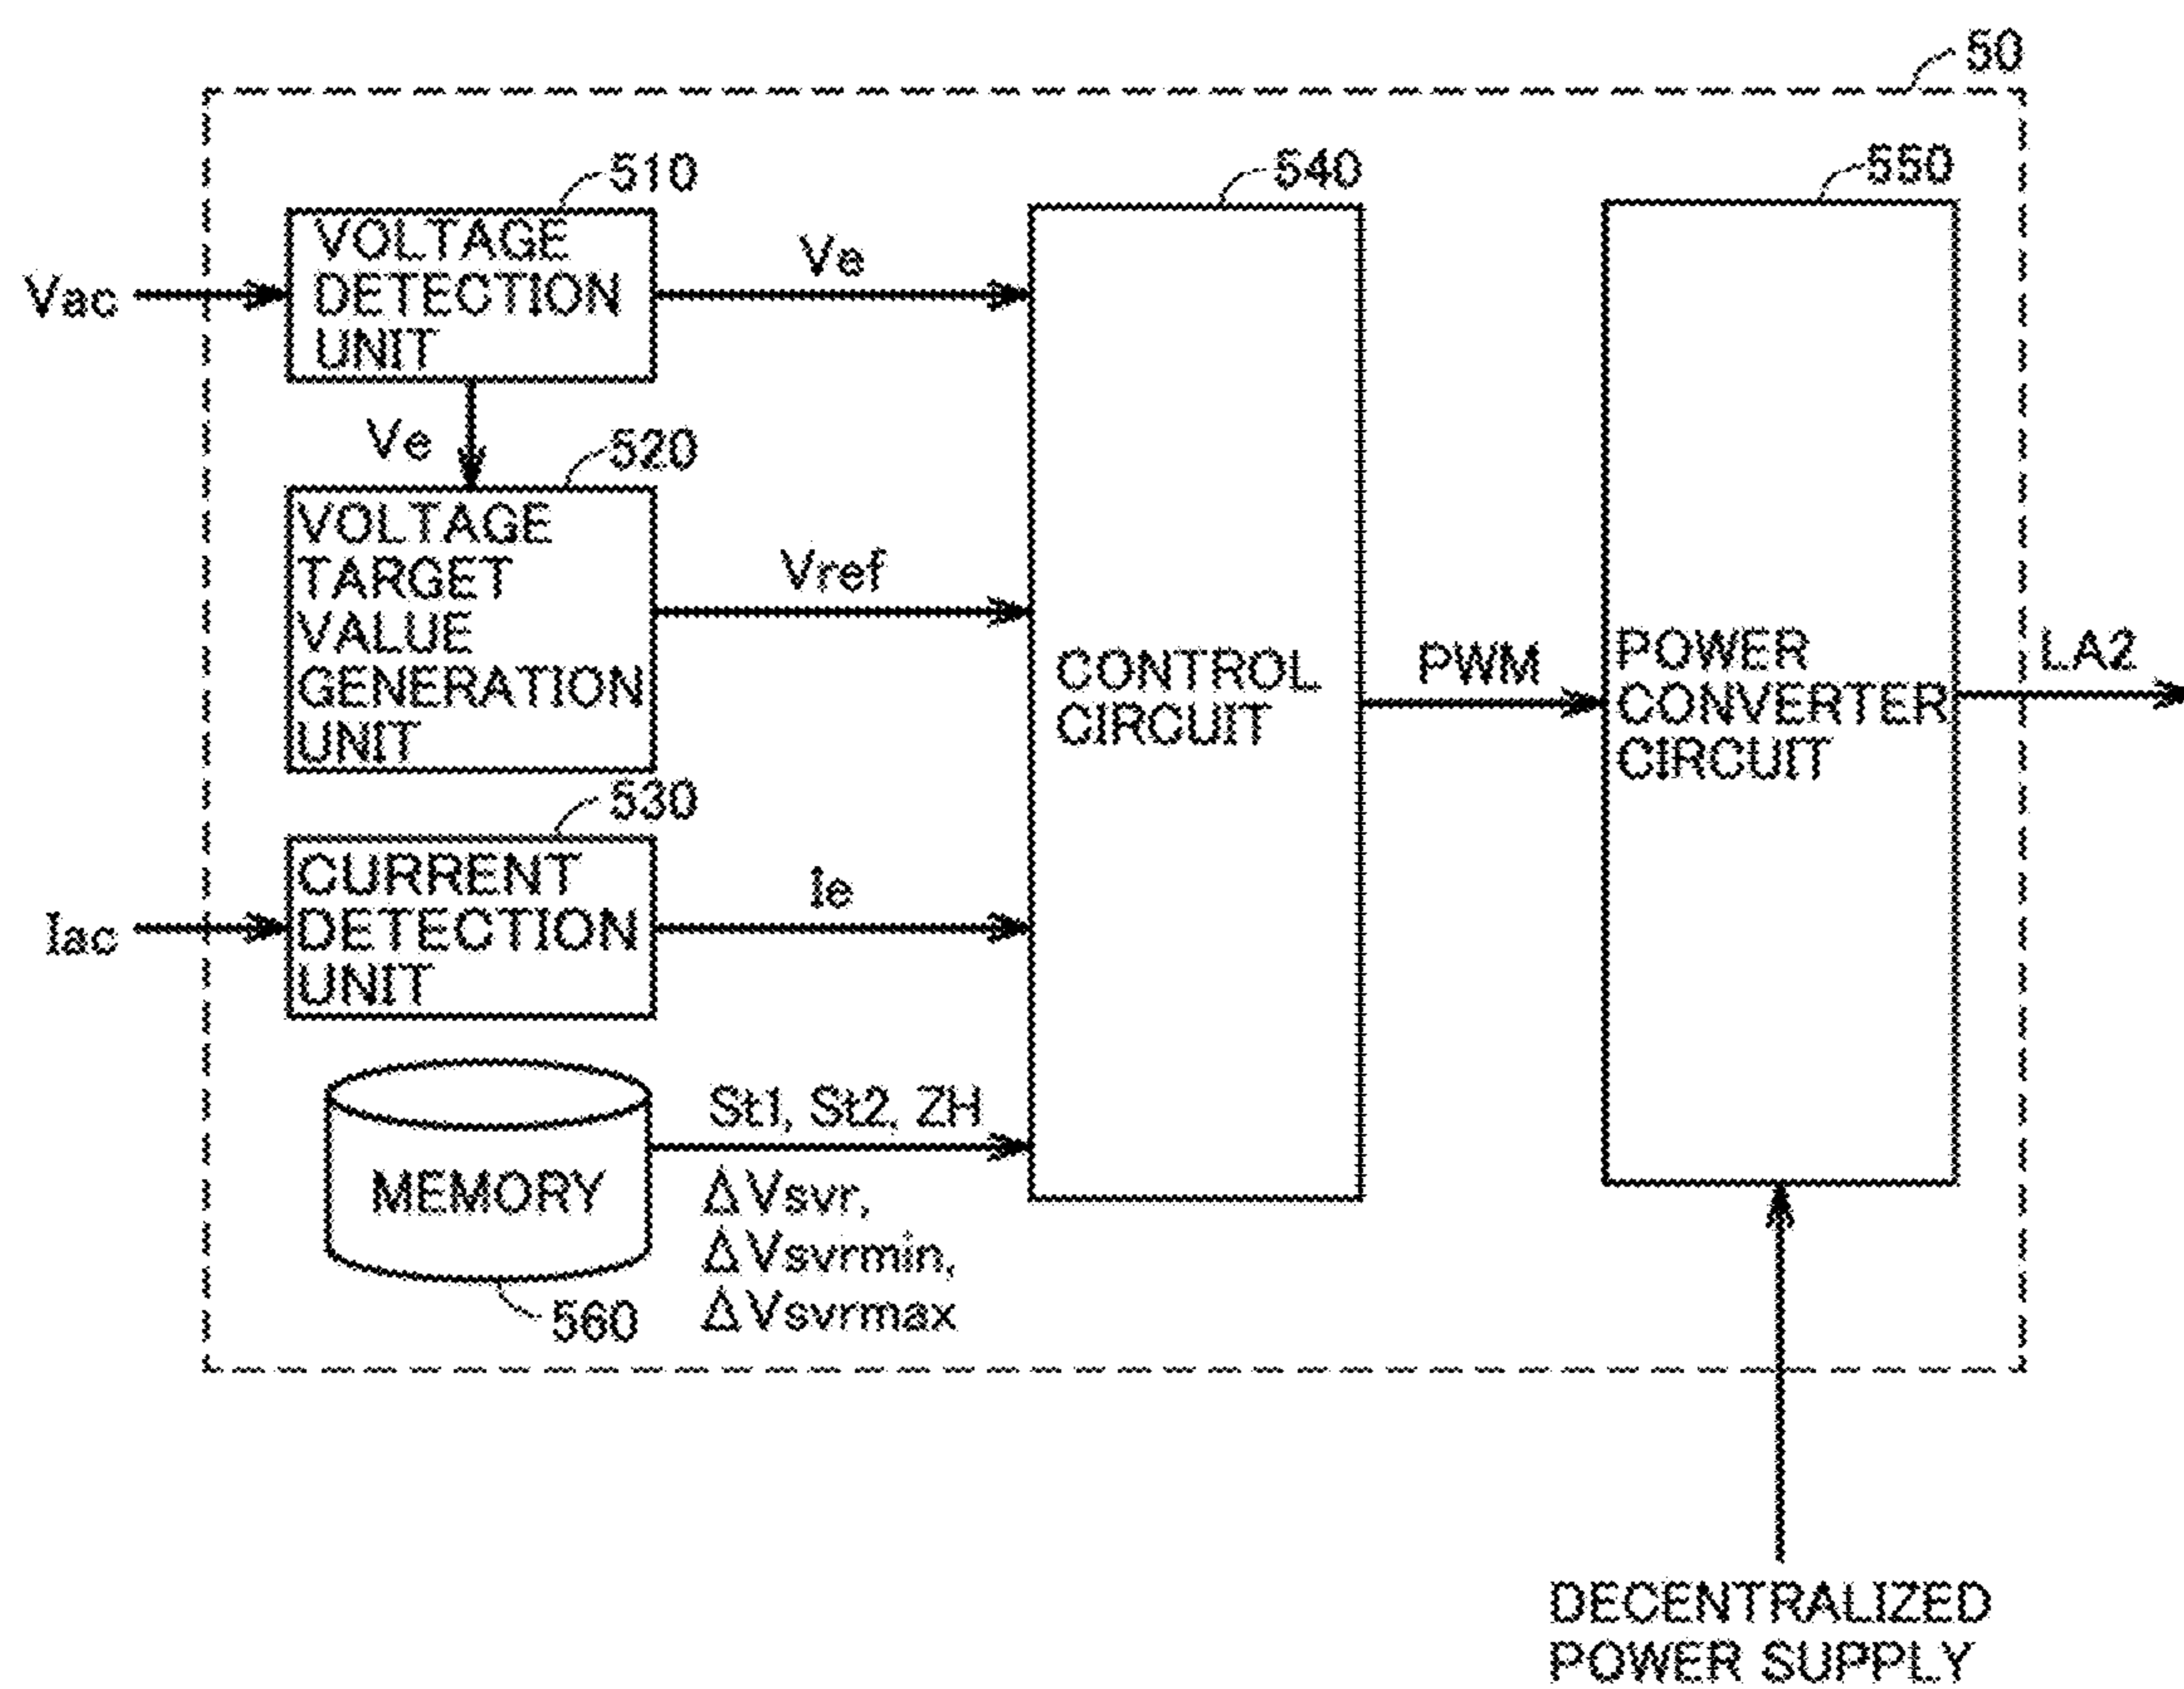 50
510
540
550
VOLTAGE
DETECTION
UNIT
Vac
Ve
Ve
520
VOLTAGE
TARGET
VALUE
GENERATION
UNIT
Vref
CONTROL
CIRCUIT
PWM
POWER
CONVERTER
CIRCUIT
LA2
530
CURRENT
DETECTION
UNIT
Iac
Ie
MEMORY
560
St1, St2, ZH
ΔVsvr,
ΔVsvrmin,
ΔVsvrmax
DECENTRALIZED
POWER SUPPLY